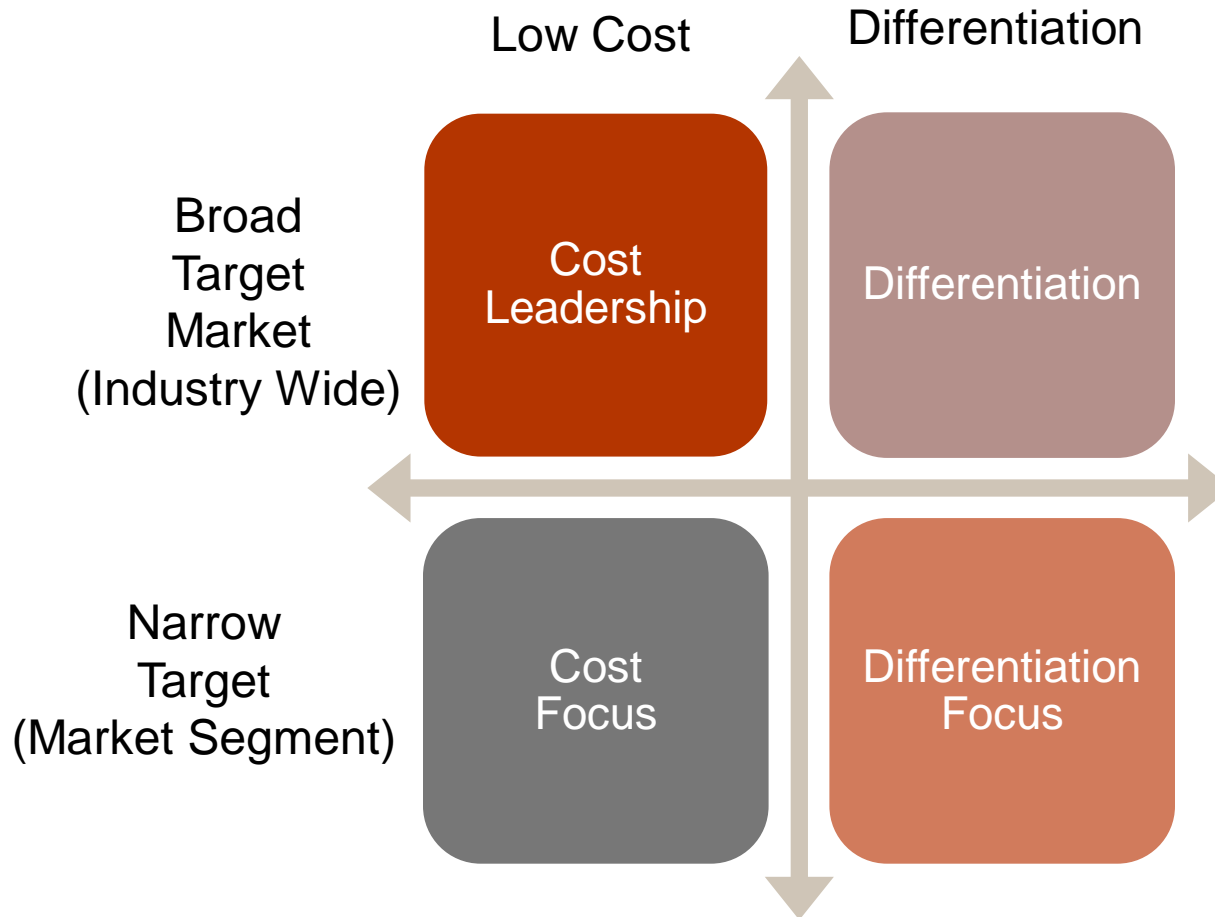 Low Cost
Differentiation
Broad
Target
Market
(Industry Wide)
Cost
Leadership
Differentiation
Narrow
Target
(Market Segment)
Cost
Focus
Differentiation
Focus